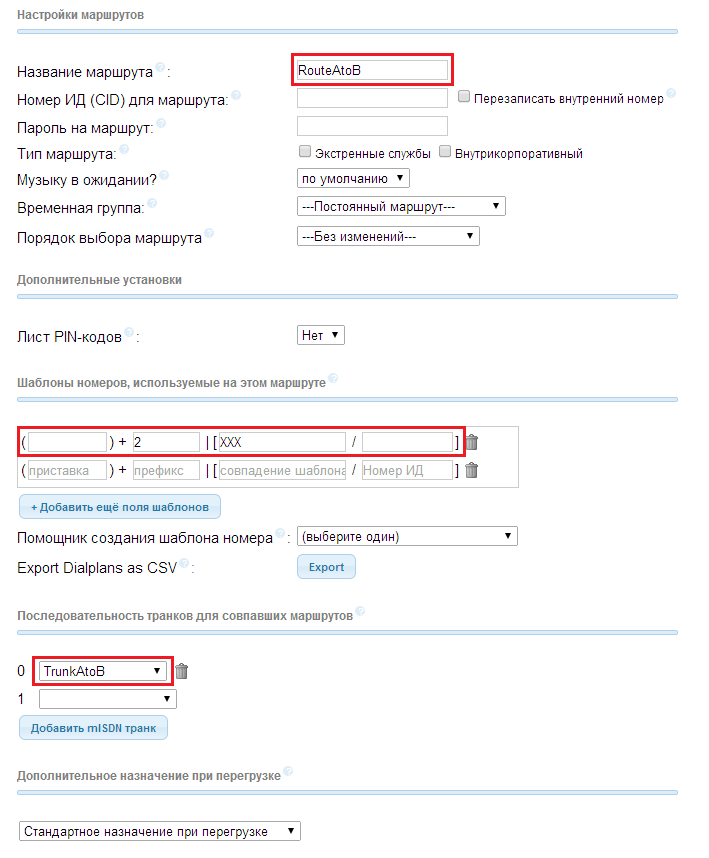 Настройки маршрутов
Название маршрута? : RouteAtoB
Номер ИД (CID) для маршрута:? Перезаписать внутренний номер ?
Пароль на маршрут:?
Тип маршрута:? Экстренные службы Внутрикорпоративный
Музыку в ожидании?? по умолчанию ▼
Временная группа:? ---Постоянный маршрут--- ▼
Порядок выбора маршрута? ---Без изменений--- ▼
Дополнительные установки
Лист PIN-кодов? : Нет ▼
Шаблоны номеров, используемые на этом маршруте?
( ) + 2 | [ XXX / ]
( приставка ) + префикс | [ совпадение шаблона / Номер ИД ]
+ Добавить ещё поля шаблонов
Помощник создания шаблона номера? : (выберите один) ▼
Export Dialplans as CSV? : Export
Последовательность транков для совпавших маршрутов?
0 TrunkAtoB ▼
1 ▼
Добавить mISDN транк
Дополнительное назначение при перегрузке?
Стандартное назначение при перегрузке ▼